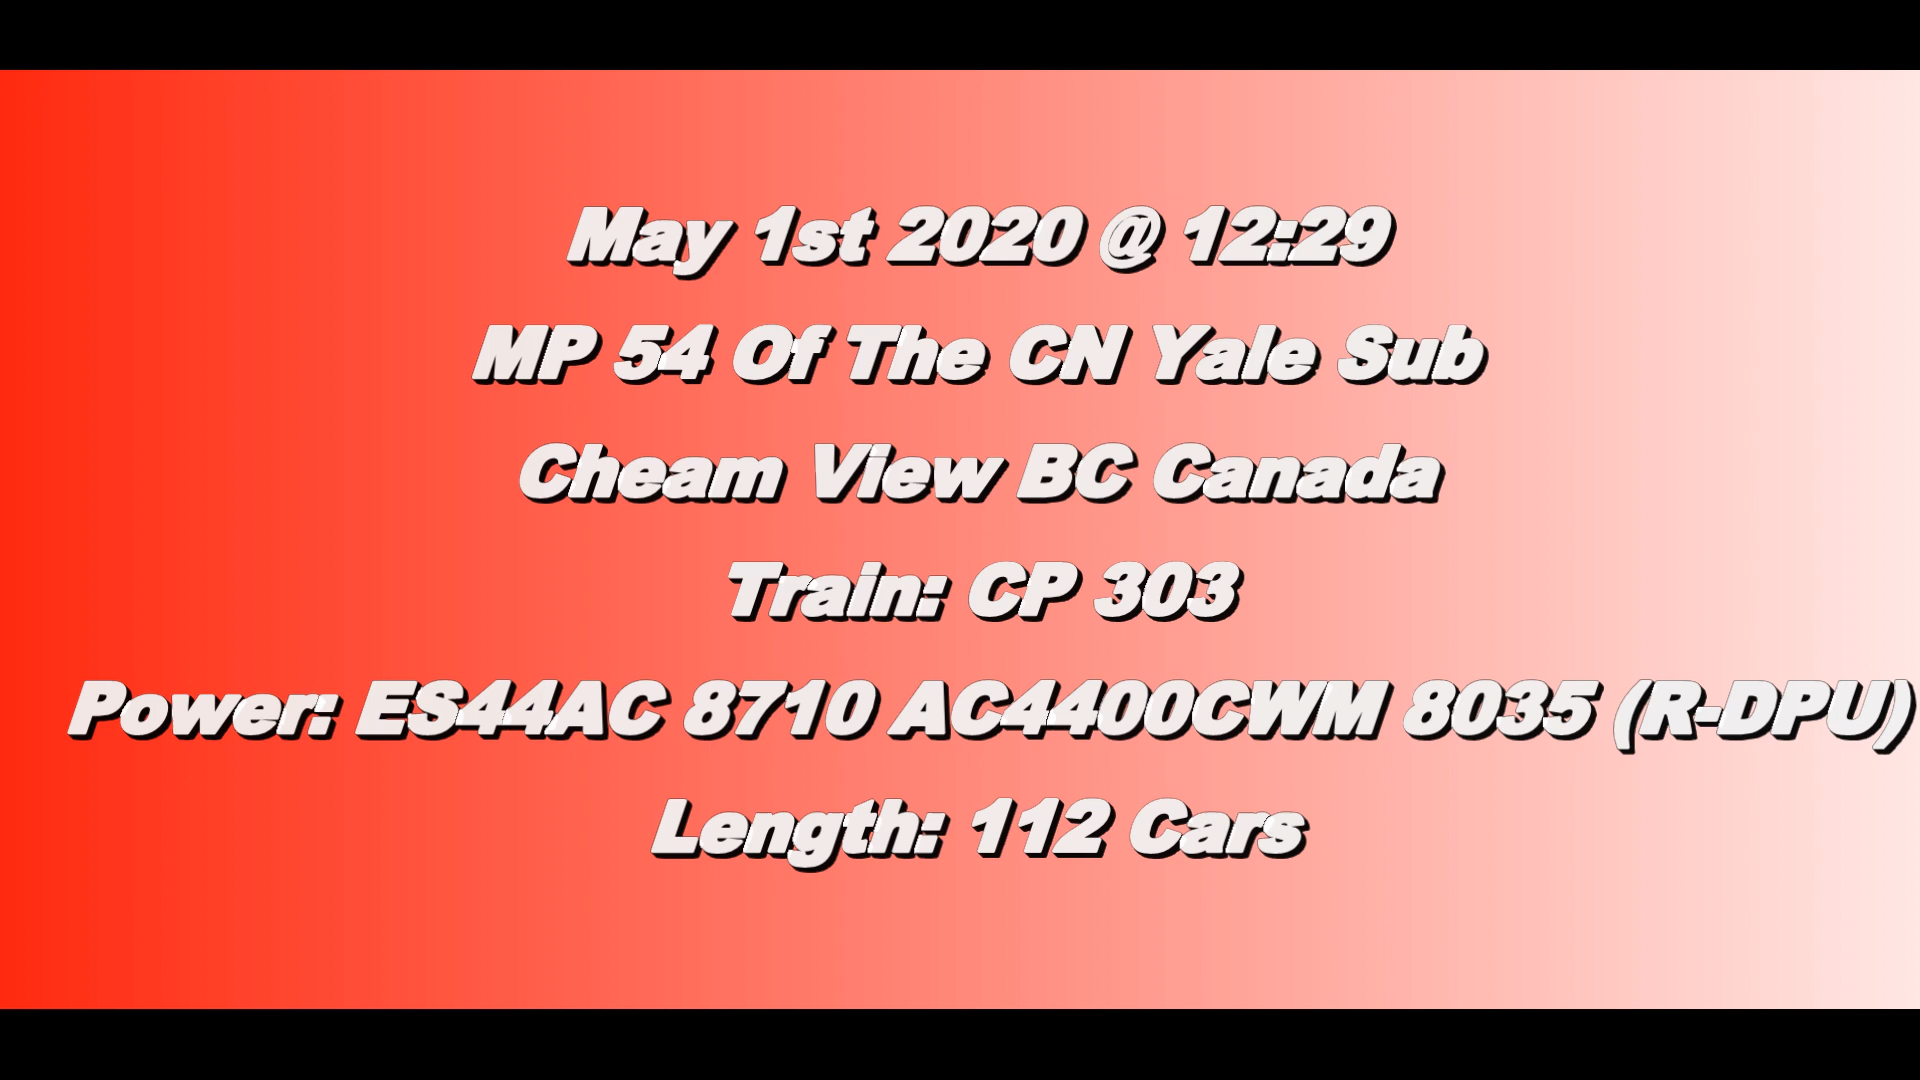 May 1st 2020 @ 12:29
MP 54 Of The CN Yale Sub
Cheam View BC Canada
Train: CP 303
Power: ES44AC 8710 AC4400CWM 8035 (R-DPU)
Length: 112 Cars